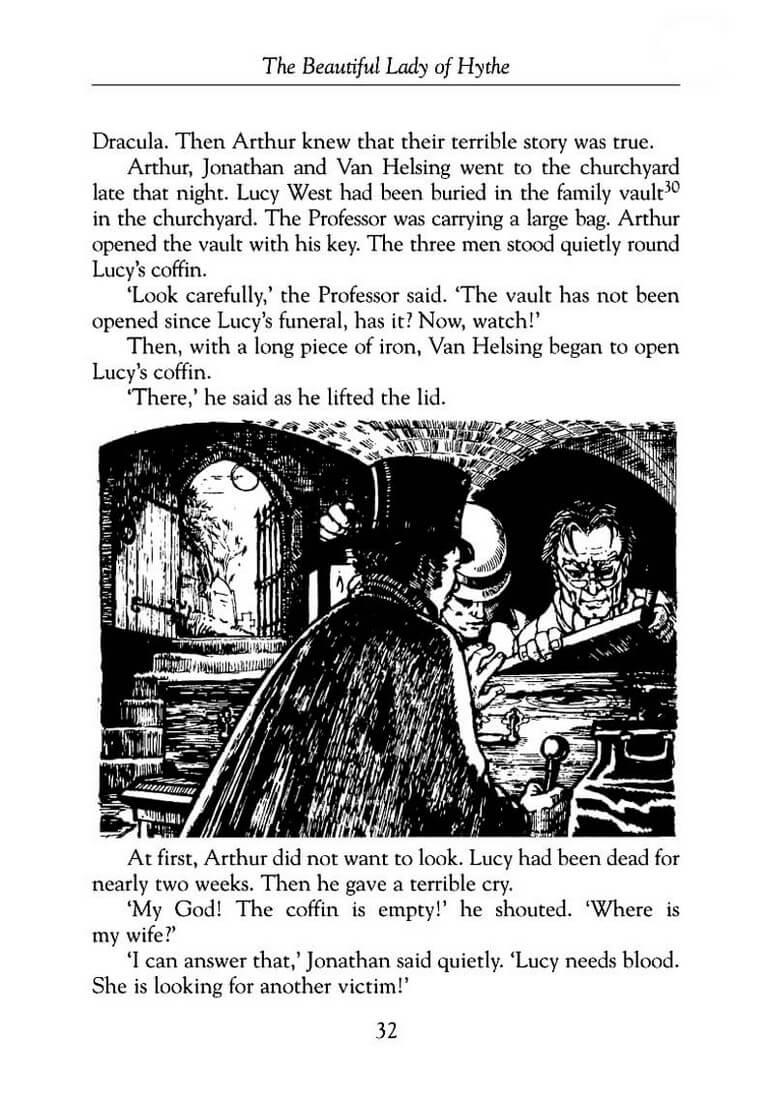 The Beautiful Lady of Hythe
Dracula. Then Arthur knew that their terrible story was true.
Arthur, Jonathan and Van Helsing went to the churchyard
late that night. Lucy West had been buried in the family vault³⁰
in the churchyard. The Professor was carrying a large bag. Arthur
opened the vault with his key. The three men stood quietly round
Lucy’s coffin.
‘Look carefully,’ the Professor said. ‘The vault has not been
opened since Lucy’s funeral, has it? Now, watch!’
Then, with a long piece of iron, Van Helsing began to open
Lucy’s coffin.
‘There,’ he said as he lifted the lid.
At first, Arthur did not want to look. Lucy had been dead for
nearly two weeks. Then he gave a terrible cry.
‘My God! The coffin is empty!’ he shouted. ‘Where is
my wife?’
‘I can answer that,’ Jonathan said quietly. ‘Lucy needs blood.
She is looking for another victim!’
32